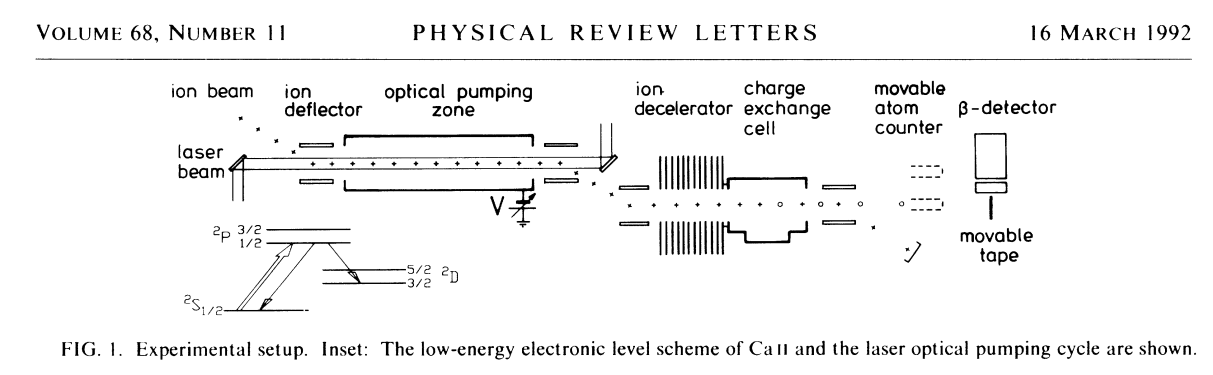 VOLUME 68, NUMBER 11
PHYSICAL REVIEW LETTERS
16 MARCH 1992
ion beam
ion deflector
optical pumping zone
ion decelerator
charge exchange cell
movable atom counter
β-detector
laser beam
V
movable tape
²P 3/2
1/2
5/2 ²D
3/2
²S1/2
FIG. 1. Experimental setup. Inset: The low-energy electronic level scheme of Ca II and the laser optical pumping cycle are shown.